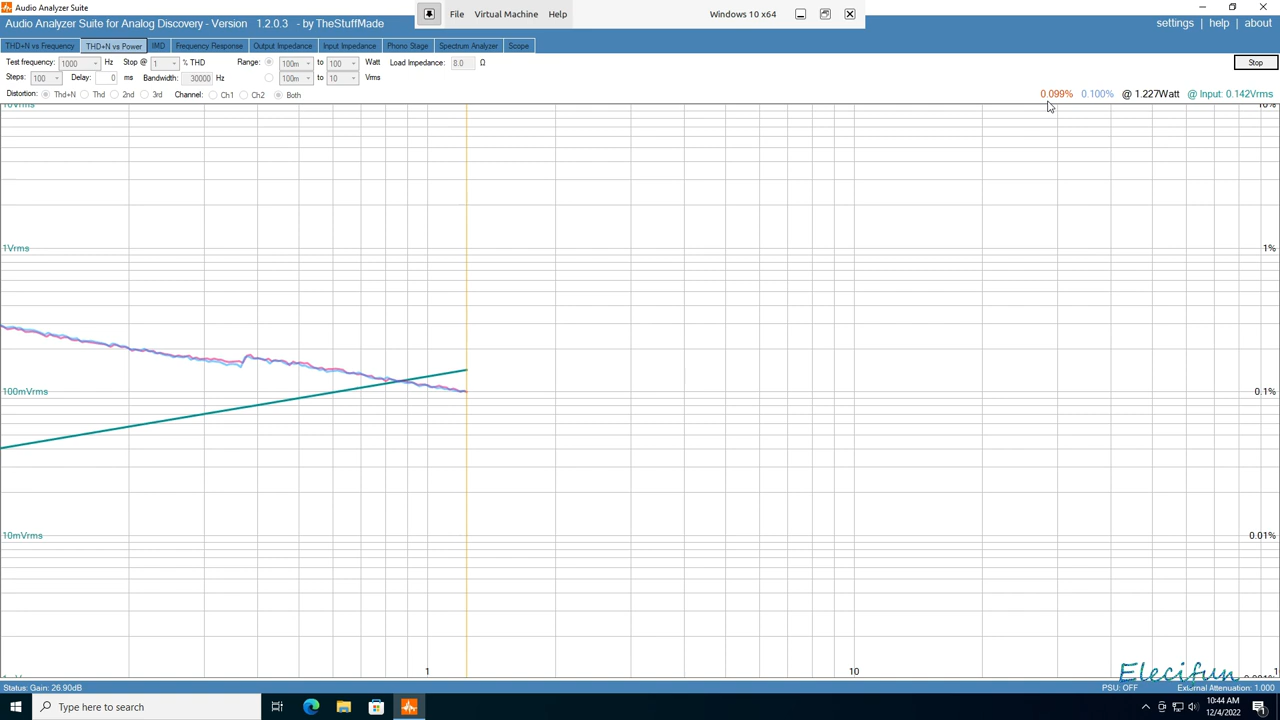 Audio Analyzer Suite
File Virtual Machine Help Windows 10 x64
Audio Analyzer Suite for Analog Discovery - Version 1.2.0.3 - by TheStuffMade
settings | help | about
THD+N vs Frequency THD+N vs Power IMD Frequency Response Output Impedance Input Impedance Phono Stage Spectrum Analyzer Scope
Test frequency: 1000 Hz Stop @ 1 % THD Range: 100m to 100 Watt Load Impedance: 8.0 Ω Stop
Steps: 100 Delay: 0 ms Bandwidth: 30000 Hz 100m to 10 Vrms
Distortion: Thd+N Thd 2nd 3rd Channel: Ch1 Ch2 Both 0.099% 0.100% @ 1.227Watt @ Input: 0.142Vrms
10Vrms 10%
1Vrms 1%
100mVrms 0.1%
10mVrms 0.01%
1 10 1
Elecifun
Status: Gain: 26.90dB PSU: OFF External Attenuation: 1.000
Type here to search
10:44 AM
12/4/2022
1